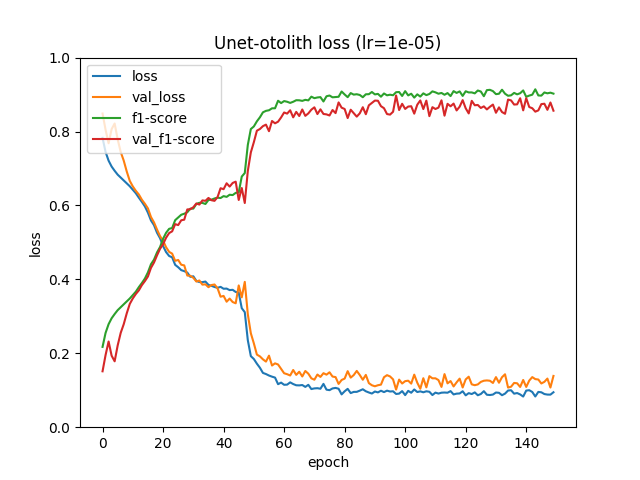 Unet-otolith loss (lr=1e-05)
loss
val_loss
f1-score
val_f1-score
1.0
0.8
0.6
0.4
0.2
0.0
loss
0 20 40 60 80 100 120 140
epoch